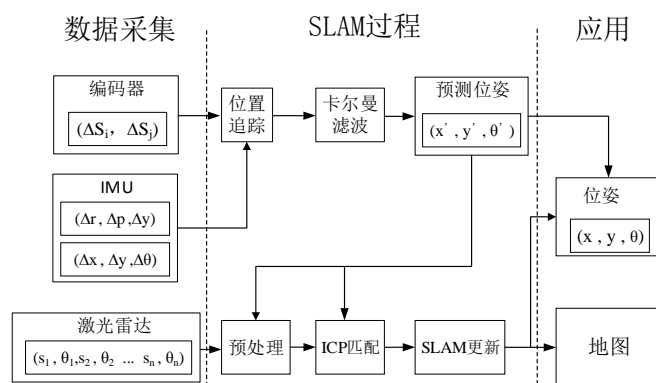 数据采集
SLAM过程
应用
编码器
(ΔSi, ΔSj)
位置
追踪
卡尔曼
滤波
预测位姿
(x', y', θ')
IMU
(Δr, Δp,Δy)
(Δx, Δy,Δθ)
位姿
(x, y, θ)
激光雷达
(s1, θ1,s2, θ2 ... sn, θn)
预处理
ICP匹配
SLAM更新
地图